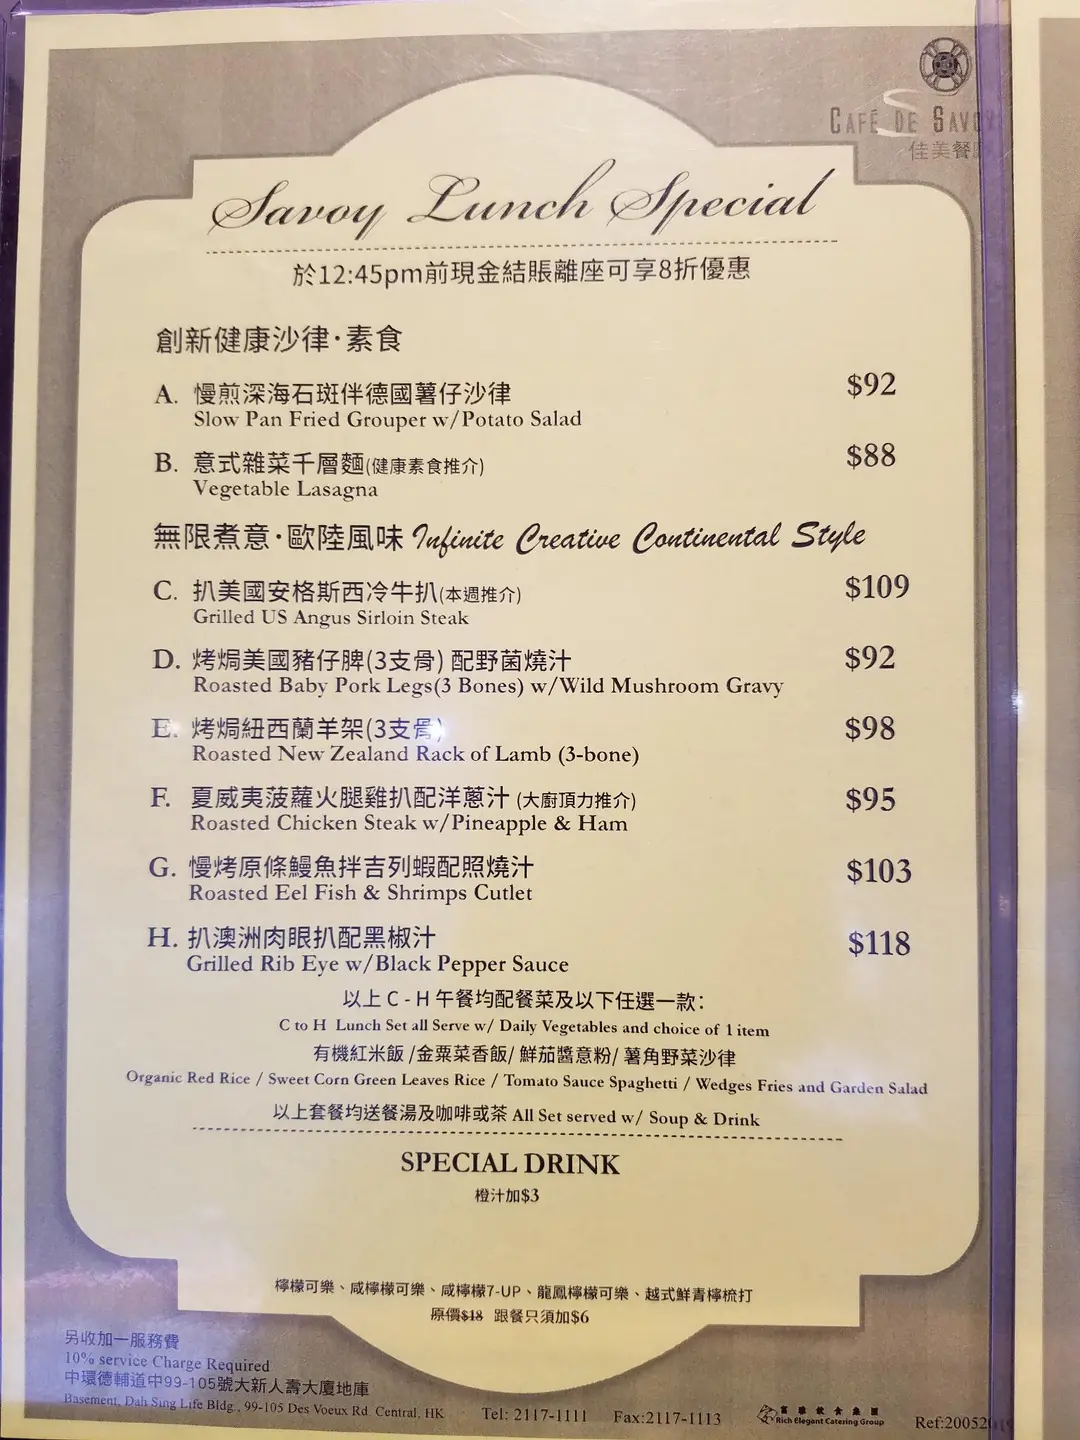 CAFÉ DE SAVOY
佳美餐
Savoy Lunch Special
於12:45pm前現金結賬離座可享8折優惠
創新健康沙律·素食
A. 慢煎深海石斑伴德國薯仔沙律 $92
Slow Pan Fried Grouper w/Potato Salad
B. 意式雜菜千層麵(健康素食推介) $88
Vegetable Lasagna
無限煮意·歐陸風味 Infinite Creative Continental Style
C. 扒美國安格斯西冷牛扒(本週推介) $109
Grilled US Angus Sirloin Steak
D. 烤焗美國豬仔脾(3支骨) 配野菌燒汁 $92
Roasted Baby Pork Legs(3 Bones) w/Wild Mushroom Gravy
E. 烤焗紐西蘭羊架(3支骨) $98
Roasted New Zealand Rack of Lamb (3-bone)
F. 夏威夷菠蘿火腿雞扒配洋蔥汁 (大廚頂力推介) $95
Roasted Chicken Steak w/Pineapple & Ham
G. 慢烤原條鰻魚拌吉列蝦配照燒汁 $103
Roasted Eel Fish & Shrimps Cutlet
H. 扒澳洲肉眼扒配黑椒汁 $118
Grilled Rib Eye w/Black Pepper Sauce
以上 C - H 午餐均配餐菜及以下任選一款:
C to H Lunch Set all Serve w/ Daily Vegetables and choice of 1 item
有機紅米飯 /金粟菜香飯/ 鮮茄醬意粉/ 薯角野菜沙律
Organic Red Rice / Sweet Corn Green Leaves Rice / Tomato Sauce Spaghetti / Wedges Fries and Garden Salad
以上套餐均送餐湯及咖啡或茶 All Set served w/ Soup & Drink
SPECIAL DRINK
橙汁加$3
檸檬可樂、咸檸檬可樂、咸檸檬7-UP、龍鳳檸檬可樂、越式鮮青檸梳打
原價$18 跟餐只須加$6
另收加一服務費
10% service Charge Required
中環德輔道中99-105號大新人壽大廈地庫
Basement, Dah Sing Life Bldg., 99-105 Des Voeux Rd. Central, HK Tel: 2117-1111 Fax:2117-1113
富雅飲食集團
Rich Elegant Catering Group
Ref:200520